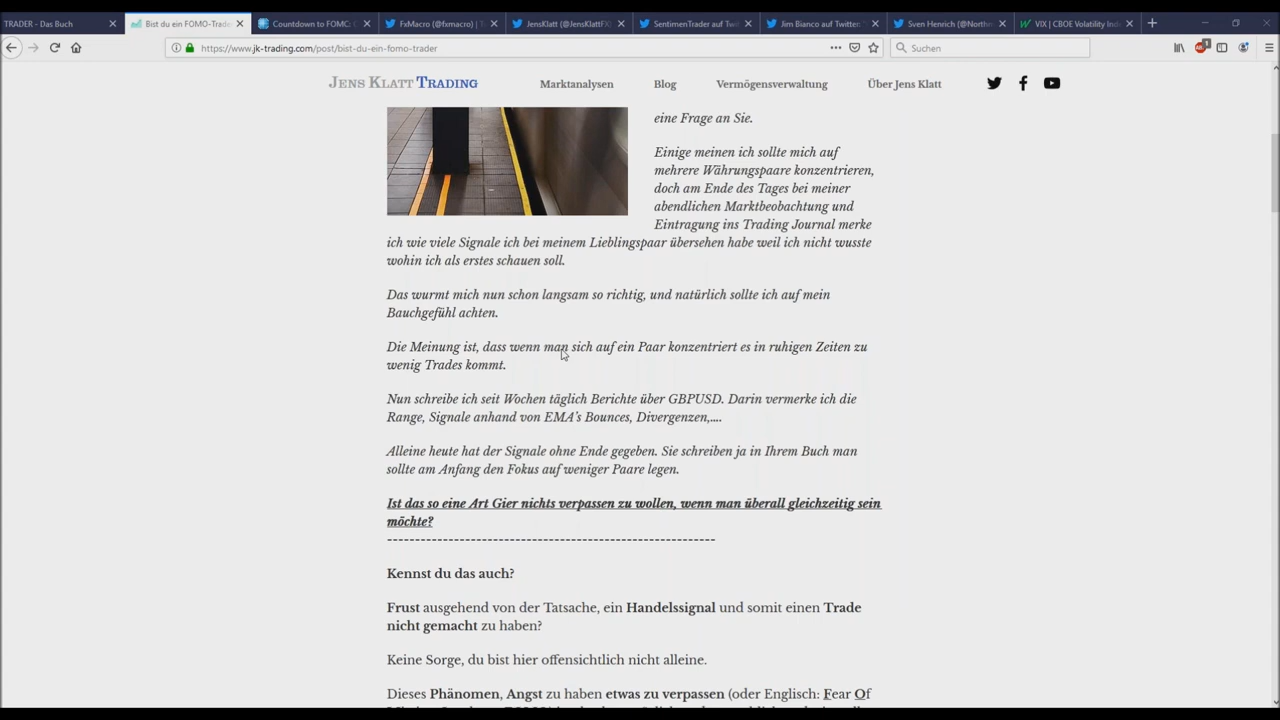 TRADER - Das Buch
Bist du ein FOMO-Trade
Countdown to FOMC: C
FxMacro (@fxmacro) | T
JensKlatt (@JensKlattFX
SentimenTrader auf Twit
Jim Bianco auf Twitter: "
Sven Henrich (@Northm
VIX | CBOE Volatility Ind
https://www.jk-trading.com/post/bist-du-ein-fomo-trader
Suchen
JENS KLATT TRADING
Marktanalysen
Blog
Vermögensverwaltung
Über Jens Klatt
eine Frage an Sie.
Einige meinen ich sollte mich auf
mehrere Währungspaare konzentrieren,
doch am Ende des Tages bei meiner
abendlichen Marktbeobachtung und
Eintragung ins Trading Journal merke
ich wie viele Signale ich bei meinem Lieblingspaar übersehen habe weil ich nicht wusste
wohin ich als erstes schauen soll.
Das wurmt mich nun schon langsam so richtig, und natürlich sollte ich auf mein
Bauchgefühl achten.
Die Meinung ist, dass wenn man sich auf ein Paar konzentriert es in ruhigen Zeiten zu
wenig Trades kommt.
Nun schreibe ich seit Wochen täglich Berichte über GBPUSD. Darin vermerke ich die
Range, Signale anhand von EMA's Bounces, Divergenzen,....
Alleine heute hat der Signale ohne Ende gegeben. Sie schreiben ja in Ihrem Buch man
sollte am Anfang den Fokus auf weniger Paare legen.
Ist das so eine Art Gier nichts verpassen zu wollen, wenn man überall gleichzeitig sein
möchte?
------------------------------------------------------------
Kennst du das auch?
Frust ausgehend von der Tatsache, ein Handelssignal und somit einen Trade
nicht gemacht zu haben?
Keine Sorge, du bist hier offensichtlich nicht alleine.
Dieses Phänomen, Angst zu haben etwas zu verpassen (oder Englisch: Fear Of